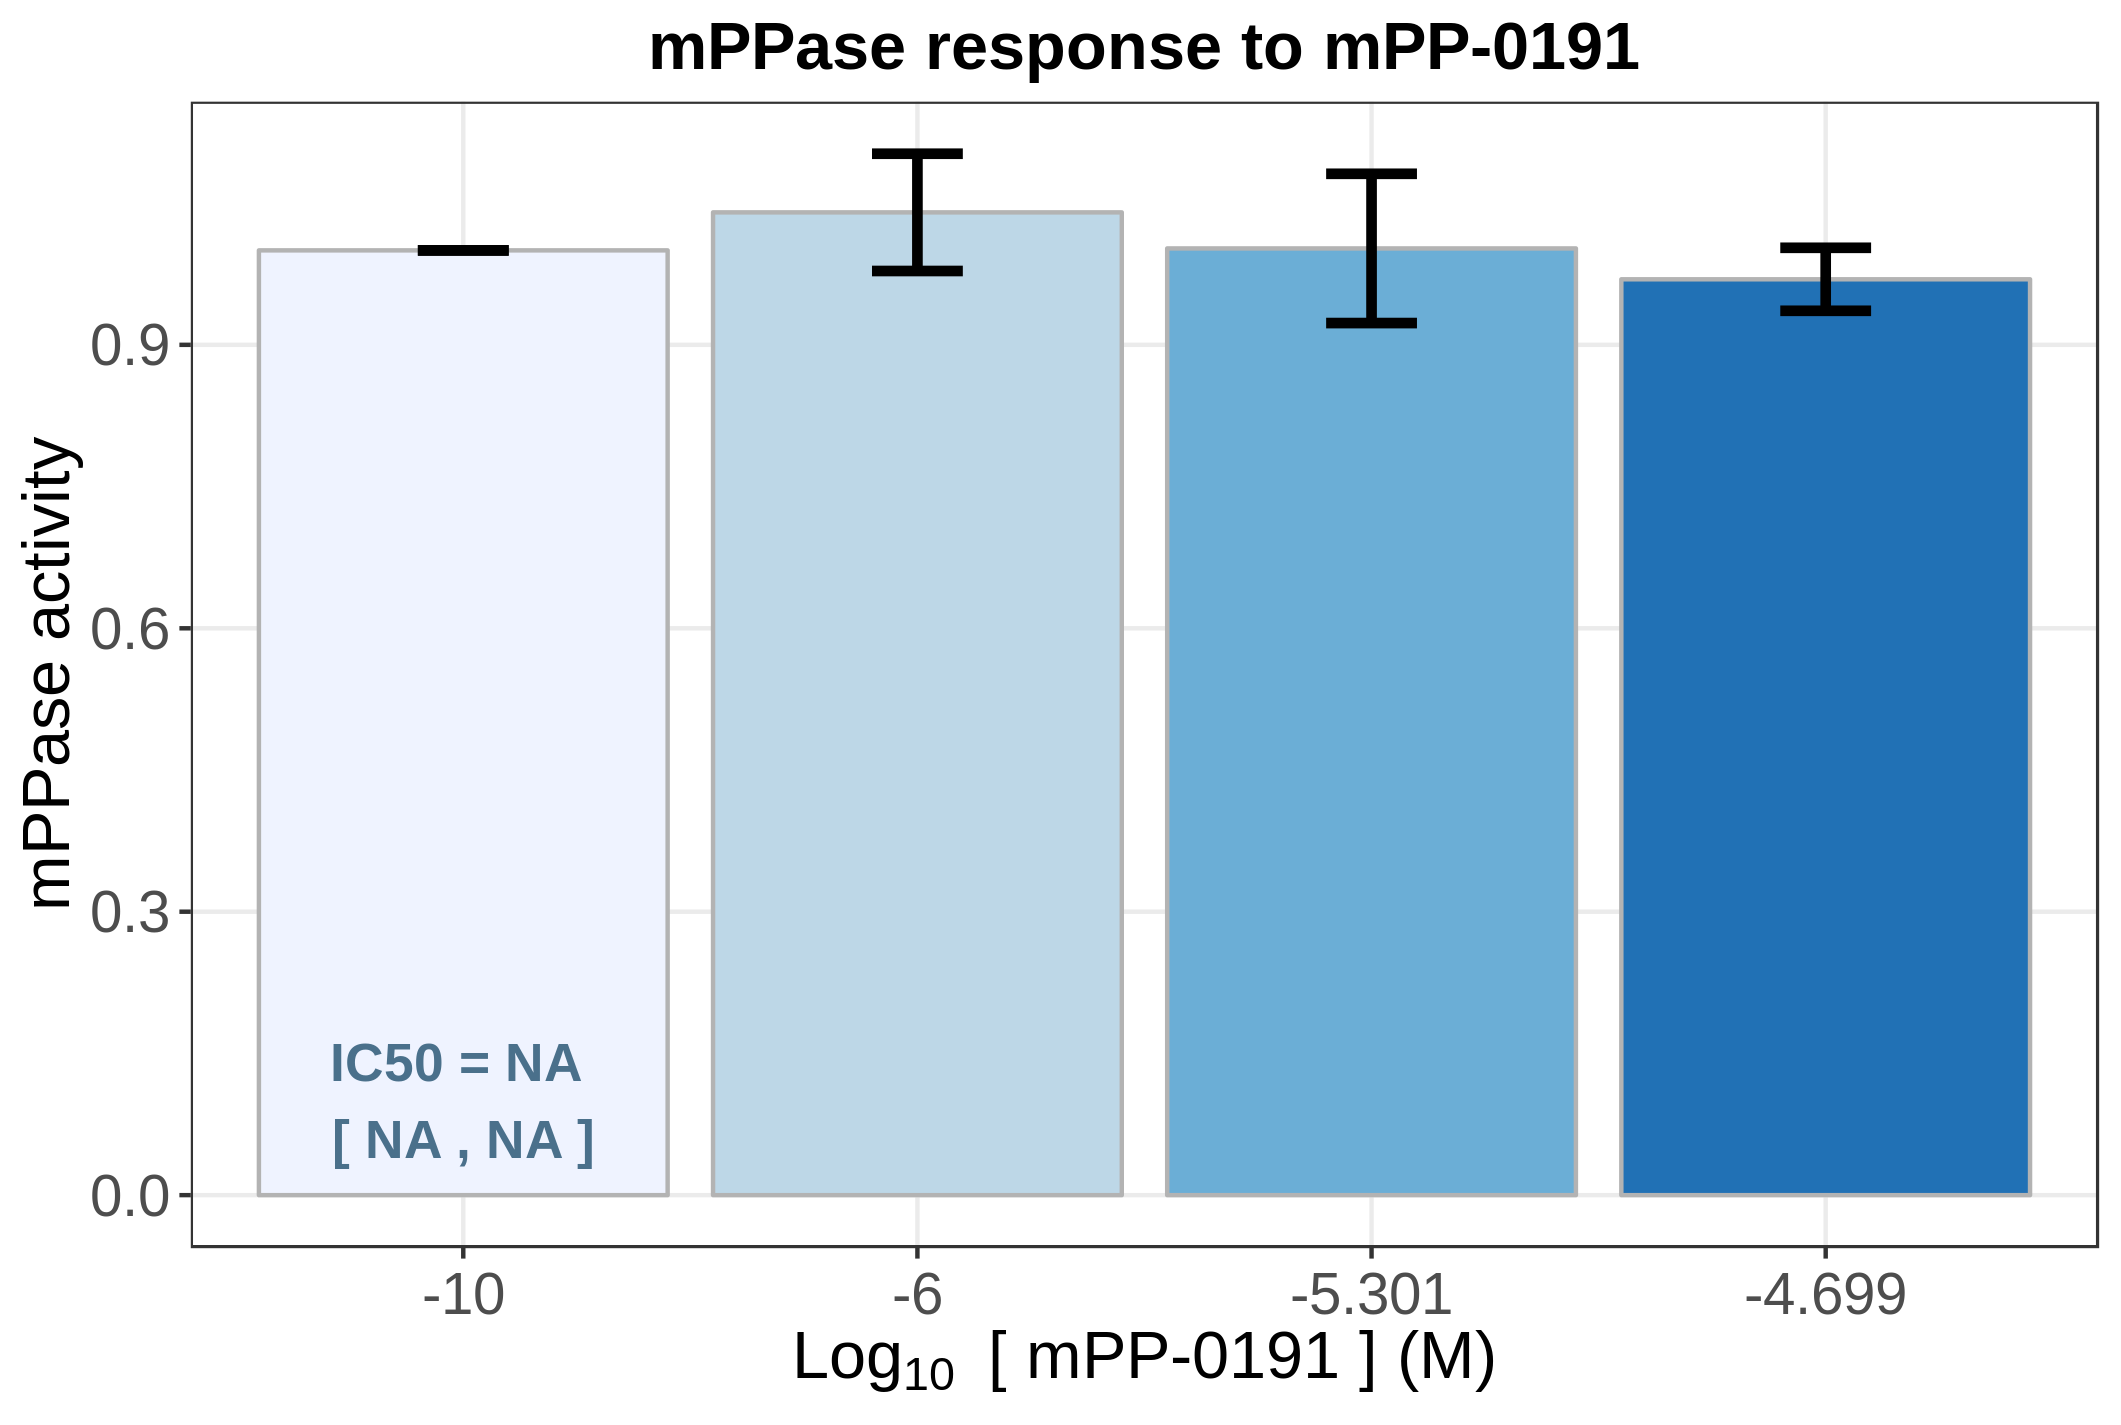 mPPase response to mPP-0191
mPPase activity
0.9
0.6
0.3
0.0
IC50 = NA
[ NA , NA ]
-10
-6
-5.301
-4.699
Log10 [ mPP-0191 ] (M)